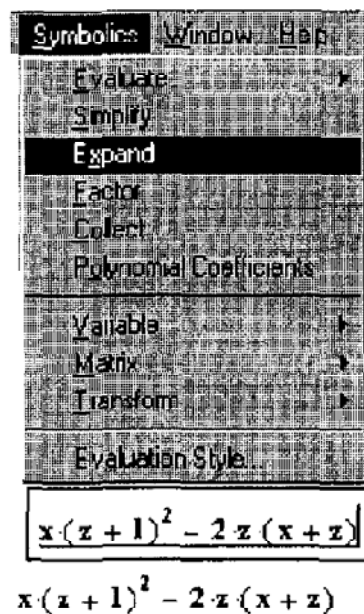 Symbolics Window Help
Evaluate
Simplify
Expand
Factor
Collect
Polynomial Coefficients
Variable
Matrix
Transform
Evaluation Style...
x·(z + 1)² − 2·z·(x + z)
x·(z + 1)² − 2·z·(x + z)